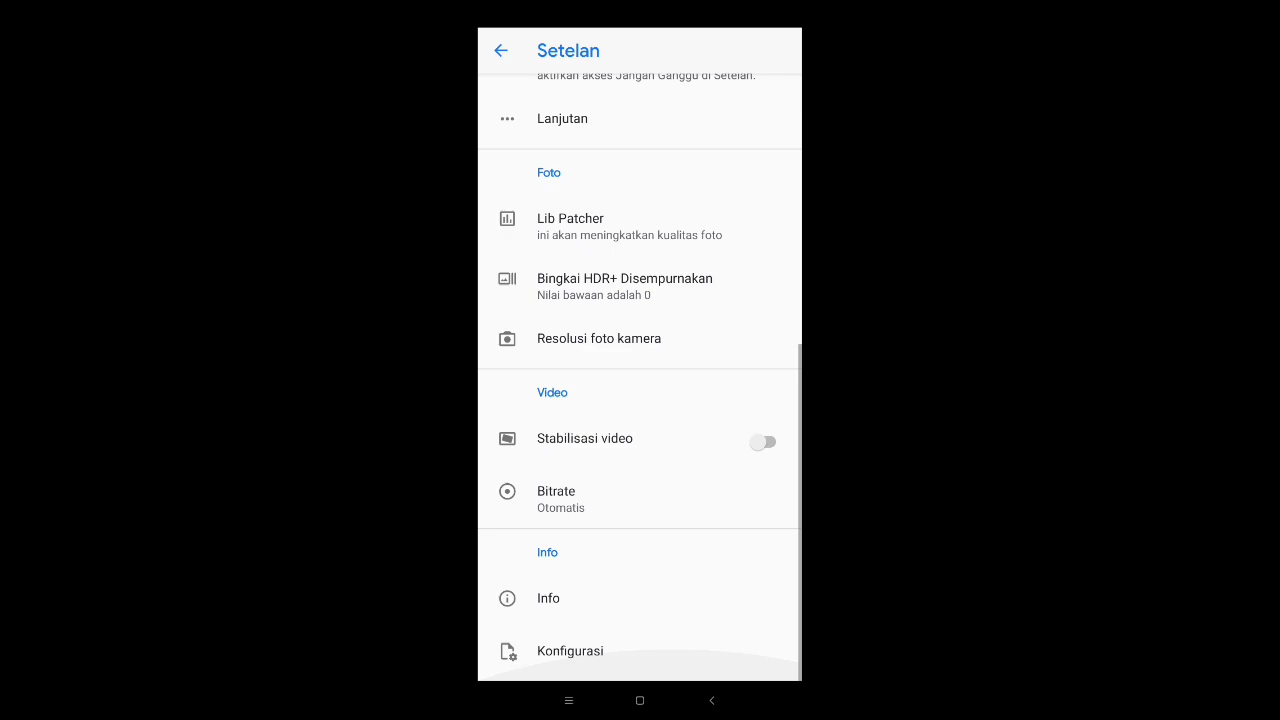 Setelan
aktifkan akses Jangan Ganggu di Setelan.
Lanjutan
Foto
Lib Patcher
ini akan meningkatkan kualitas foto
Bingkai HDR+ Disempurnakan
Nilai bawaan adalah 0
Resolusi foto kamera
Video
Stabilisasi video
Bitrate
Otomatis
Info
Info
Konfigurasi